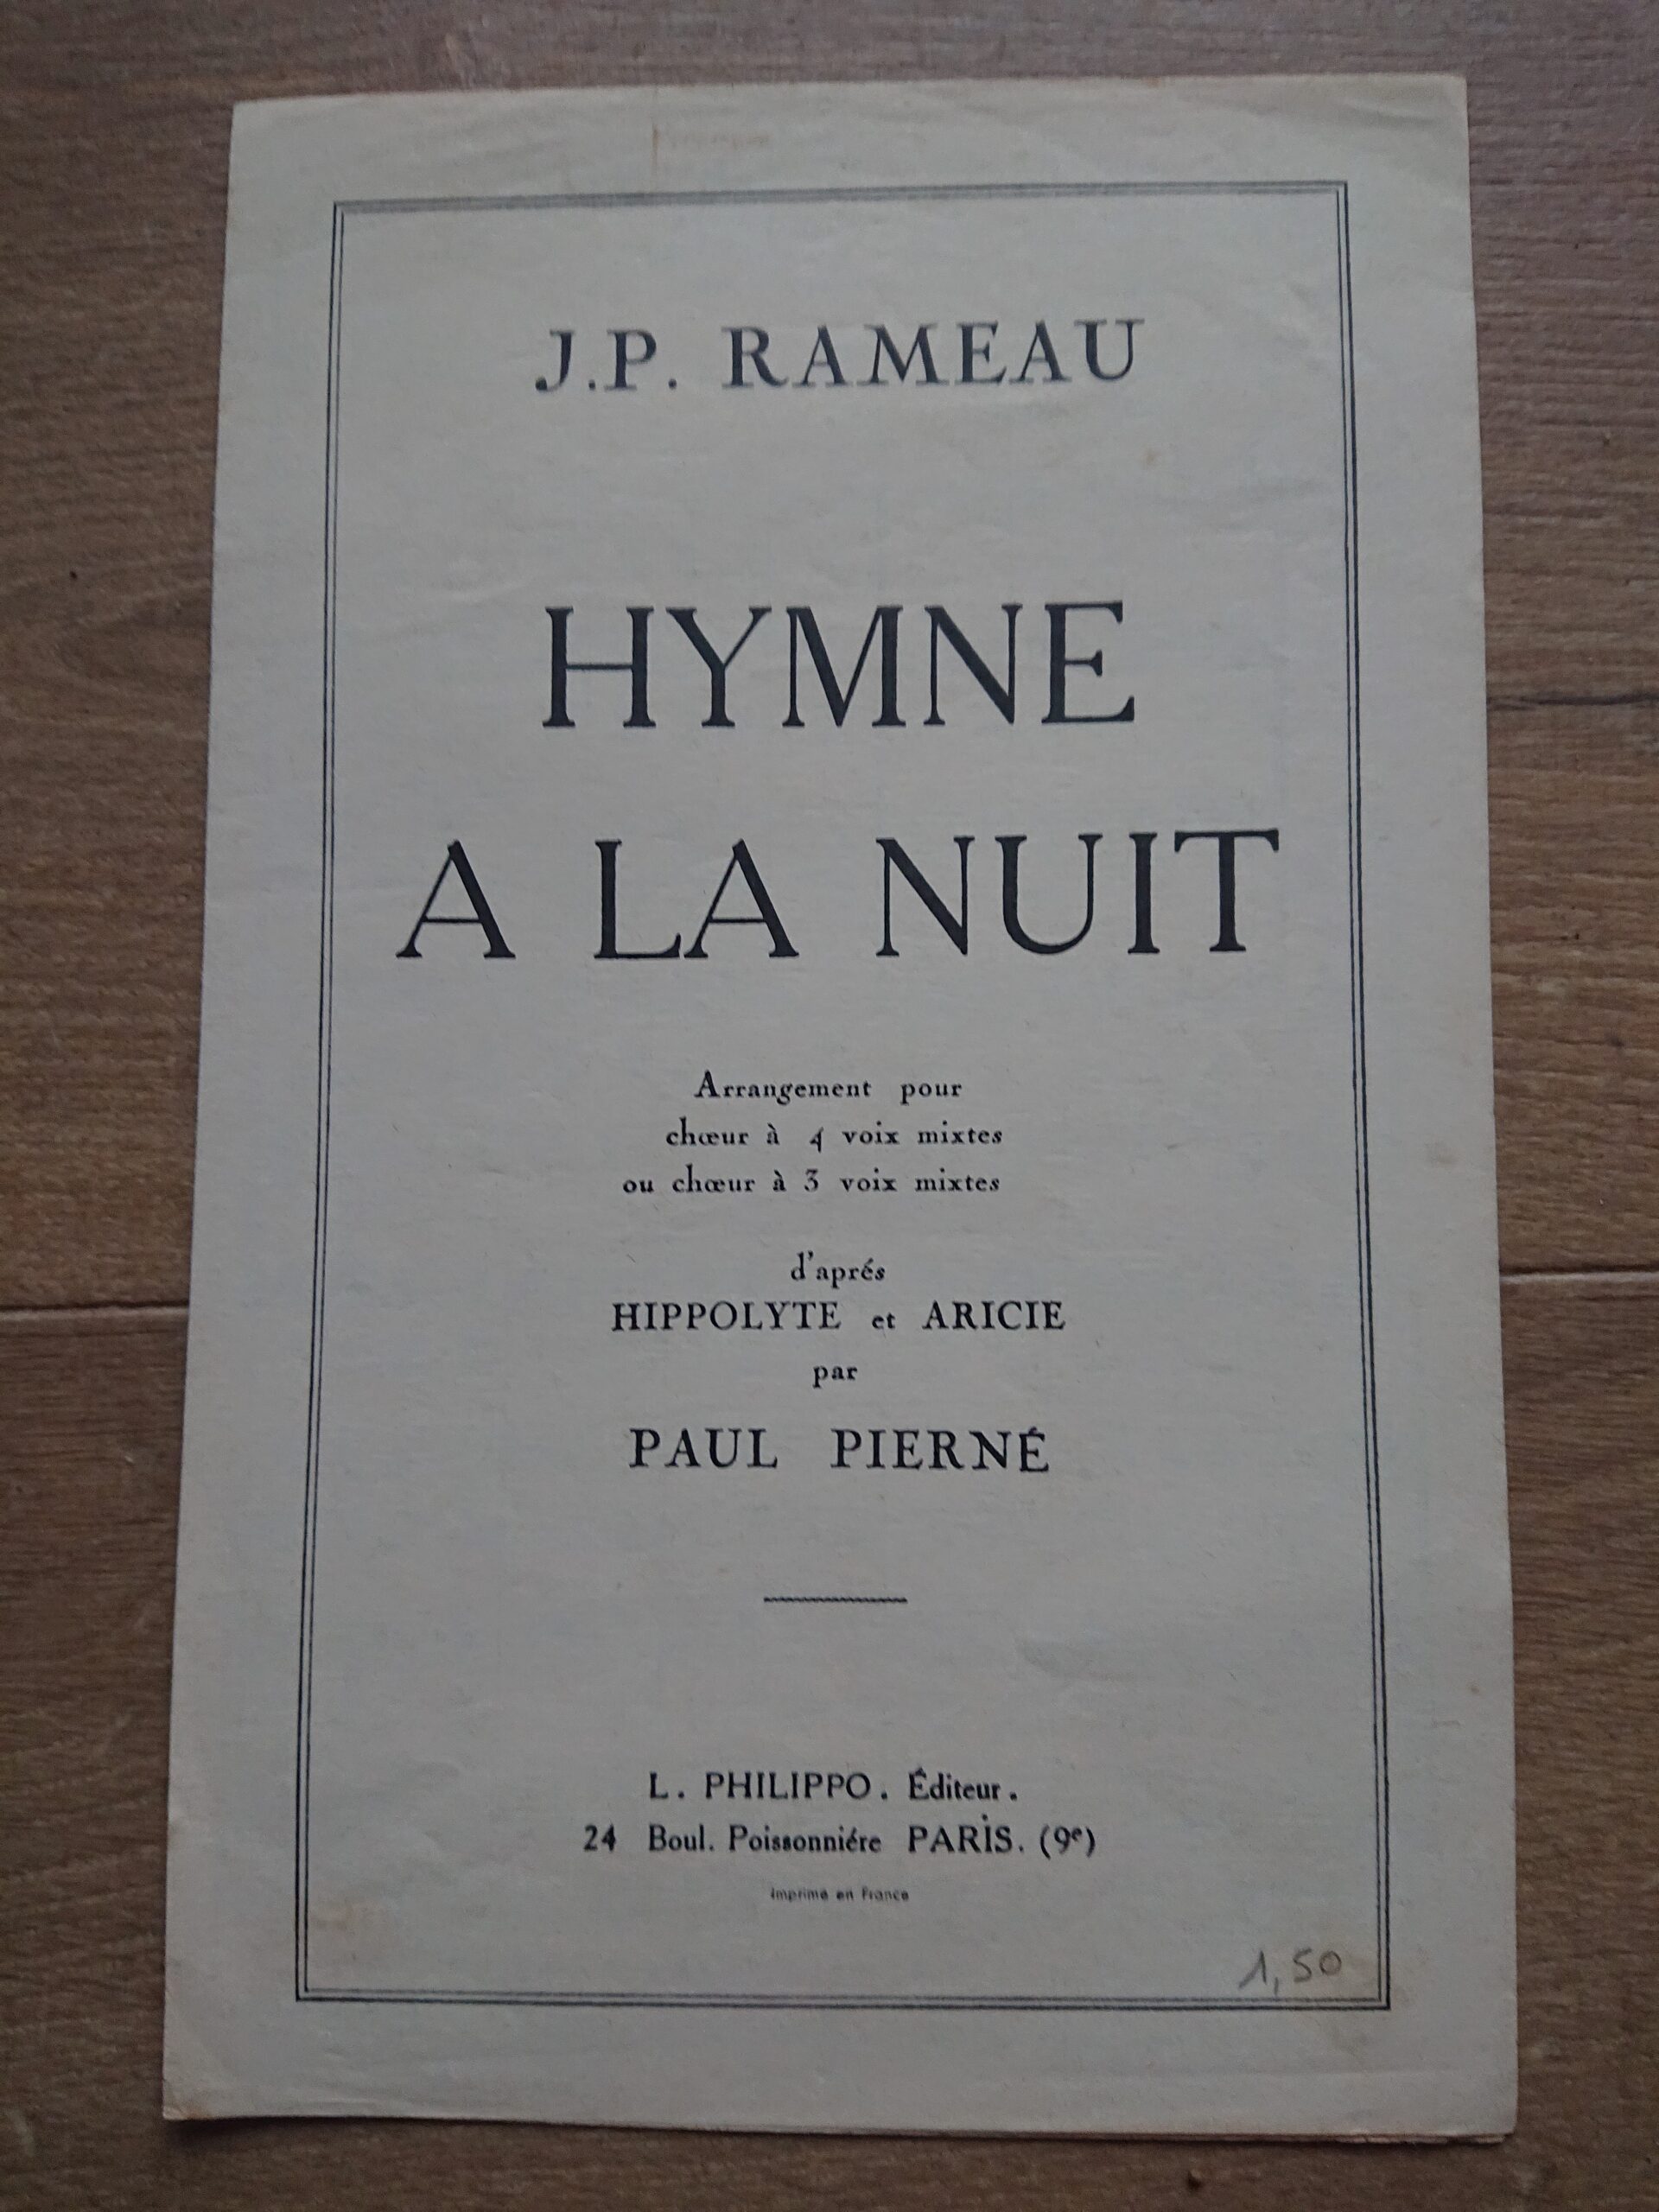 J.P. RAMEAU
HYMNE
A LA NUIT
Arrangement pour
chœur à 4 voix mixtes
ou chœur à 3 voix mixtes
d'aprés
HIPPOLYTE et ARICIE
par
PAUL PIERNÉ
L. PHILIPPO. Éditeur.
24 Boul. Poissonniére PARIS. (9e)
Imprimé en France
1,50